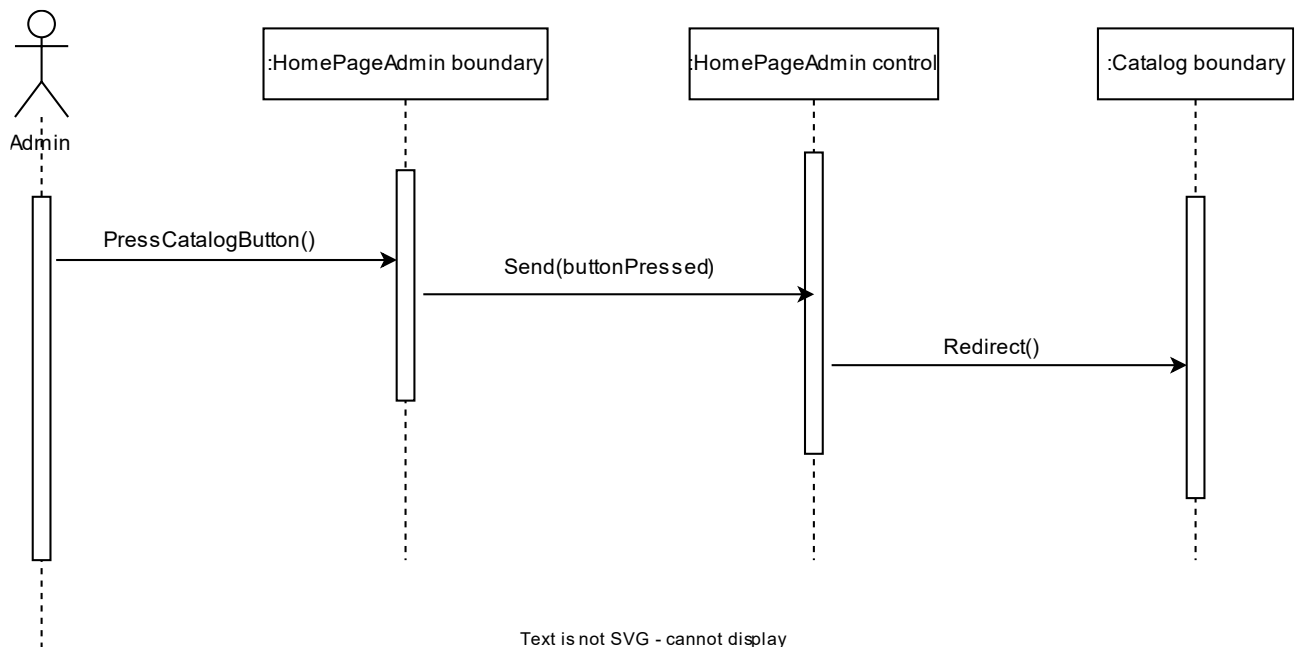 :HomePageAdmin boundary
:HomePageAdmin control
:Catalog boundary
Admin
PressCatalogButton()
Send(buttonPressed)
Redirect()
Text is not SVG - cannot display